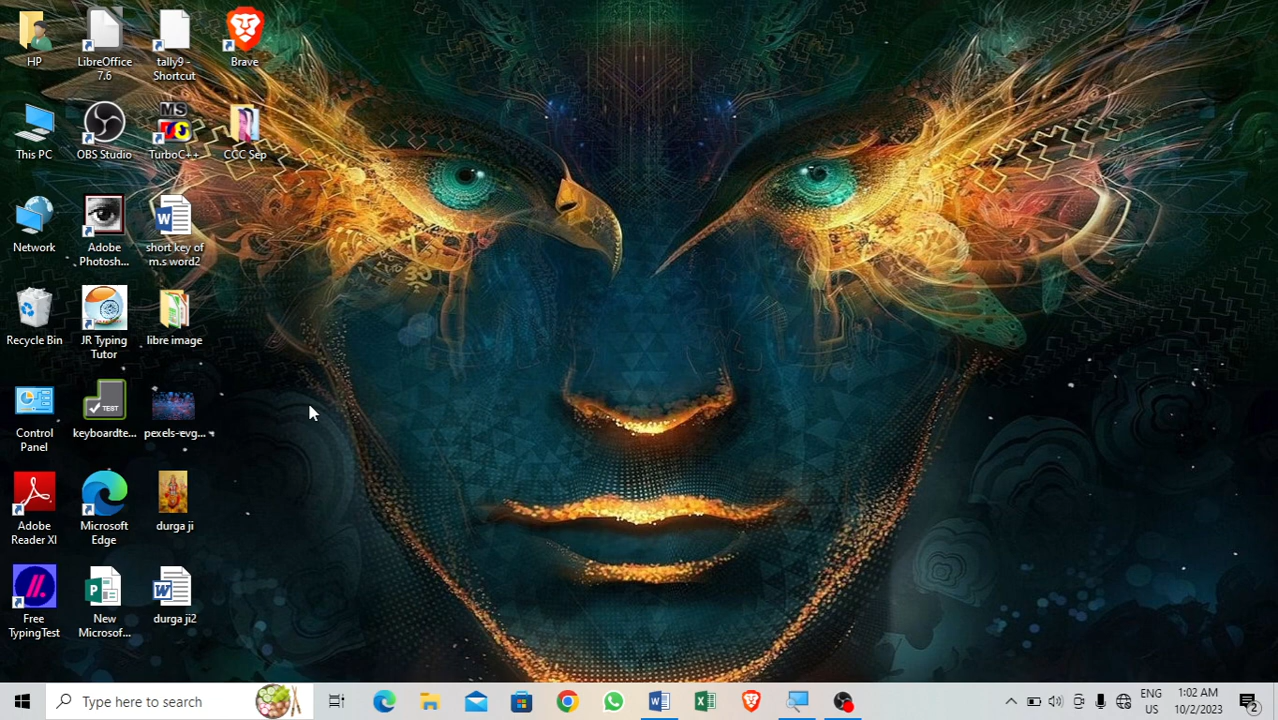 HP
LibreOffice
7.6
tally9 -
Shortcut
Brave
This PC
OBS Studio
MS
TurboC++
CCC Sep
Network
Adobe
Photosh...
short key of
m.s word2
Recycle Bin
JR Typing
Tutor
libre image
Control
Panel
TEST
keyboardte...
pexels-evg...
Adobe
Reader XI
Microsoft
Edge
durga ji
Free
TypingTest
New
Microsof...
durga ji2
Type here to search
ENG
US
1:02 AM
10/2/2023
2